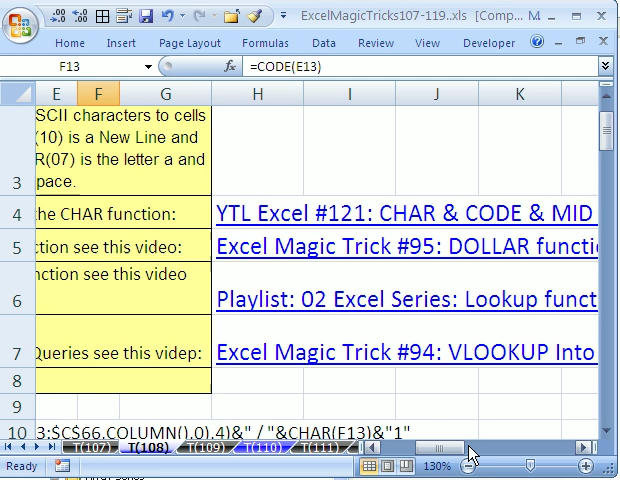 ExcelMagicTricks107-119..xls [Comp... M
Home Insert Page Layout Formulas Data Review View Developer
F13 fx =CODE(E13)
E F G H I J K
SCII characters to cells
(10) is a New Line and
R(07) is the letter a and
3 pace.
4 the CHAR function: YTL Excel #121: CHAR & CODE & MID
5 ction see this video: Excel Magic Trick #95: DOLLAR functi
nction see this video
6 Playlist: 02 Excel Series: Lookup funct
7 Queries see this videp: Excel Magic Trick #94: VLOOKUP Into
8
9
10 3:$C$66,COLUMN(),0),4)&" / "&CHAR(F13)&"1"
T(107) T(108) T(109) T(110) T(111)
Ready 130%